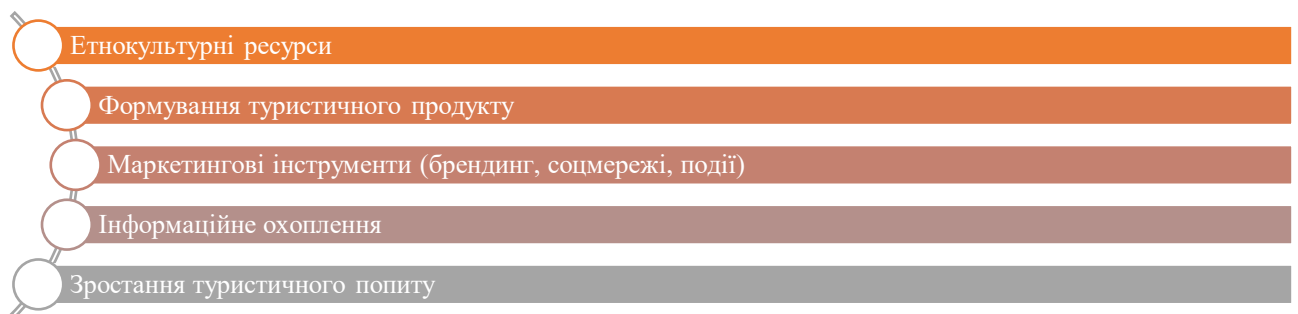 Етнокультурні ресурси
Формування туристичного продукту
Маркетингові інструменти (брендинг, соцмережі, події)
Інформаційне охоплення
Зростання туристичного попиту